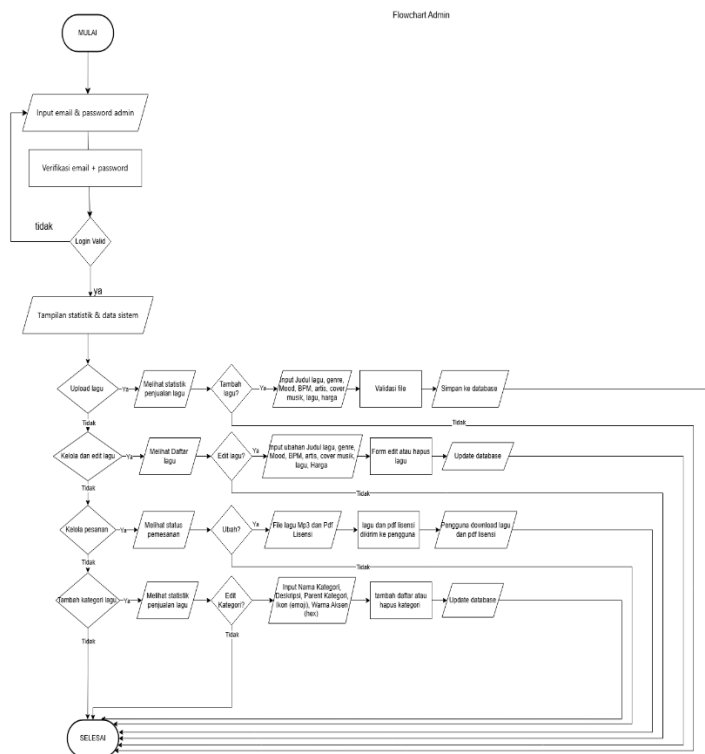 Flowchart Admin
MULAI
Input email & password admin
Verifikasi email + password
tidak
Login Valid
ya
Tampilan statistik & data sistem
Upload lagu
Ya
Melihat statistik
penjualan lagu
Tambah
lagu?
Ya
Input Judul lagu, genre,
Mood, BPM, artis, cover
musik, lagu, harga
Validasi file
Simpan ke database
Tidak
Tidak
Kelola dan edit lagu
Ya
Melihat Daftar
lagu
Edit lagu?
Ya
Input ubahan Judul lagu, genre,
Mood, BPM, artis, cover musik,
lagu, Harga
Form edit atau hapus
lagu
Update database
Tidak
Tidak
Kelola pesanan
Ya
Melihat status
pemesanan
Ubah?
Ya
File lagu Mp3 dan Pdf
Lisensi
lagu dan pdf lisensi
dikirim ke pengguna
Pengguna download lagu
dan pdf lisensi
Tidak
Tidak
Tambah kategori lagu
Ya
Melihat statistik
penjualan lagu
Edit
Kategori?
Input Nama Kategori,
Deskripsi, Parent Kategori,
Ikon (emoji), Warna Aksen
(hex)
tambah daftar atau
hapus kategori
Update database
Tidak
Tidak
SELESAI